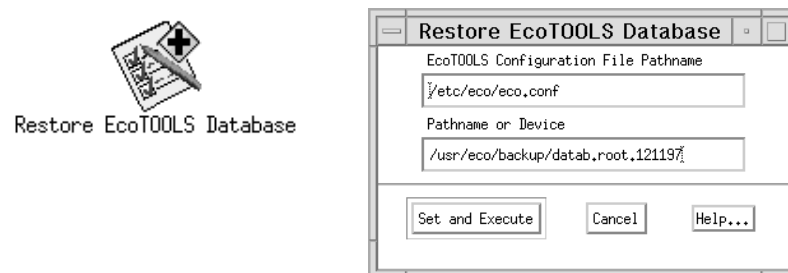 Restore EcoTOOLS Database
Restore EcoTOOLS Database
EcoTOOLS Configuration File Pathname
/etc/eco/eco.conf
Pathname or Device
/usr/eco/backup/datab.root.121197
Set and Execute
Cancel
Help...